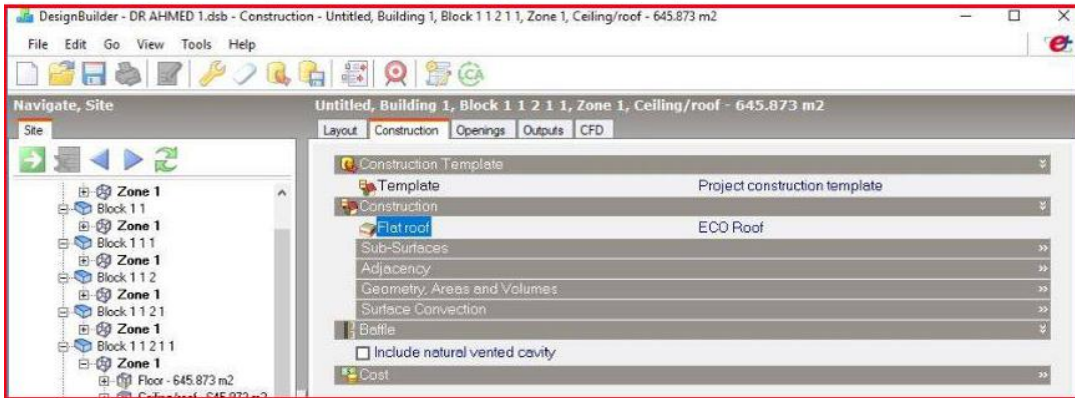 DesignBuilder - DR AHMED 1.dsb - Construction - Untitled, Building 1, Block 1 1 2 1 1, Zone 1, Ceiling/roof - 645.873 m2
File Edit Go View Tools Help
Navigate, Site
Untitled, Building 1, Block 1 1 2 1 1, Zone 1, Ceiling/roof - 645.873 m2
Site
Layout Construction Openings Outputs CFD
Construction Template
Template Project construction template
Construction
Flat roof ECO Roof
Sub-Surfaces
Adjacency
Geometry, Areas and Volumes
Surface Convection
Baffle
Include natural vented cavity
Cost
Zone 1
Block 1 1
Zone 1
Block 1 1 1
Zone 1
Block 1 1 2
Zone 1
Block 1 1 2 1
Zone 1
Block 1 1 2 1 1
Zone 1
Floor - 645.873 m2
Ceiling/roof - 645.873 m2